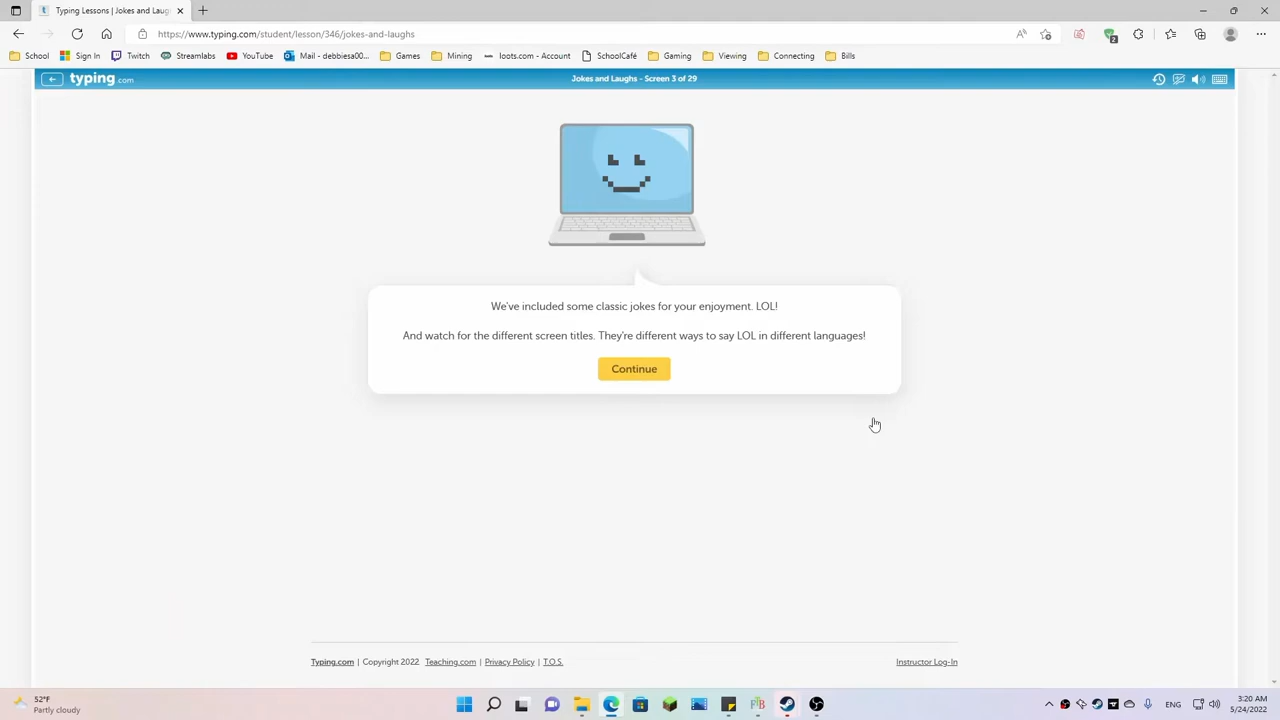 Typing Lessons | Jokes and Laug
https://www.typing.com/student/lesson/346/jokes-and-laughs
School
Sign In
Twitch
Streamlabs
YouTube
Mail - debbiesa00...
Games
Mining
loots.com - Account
SchoolCafé
Gaming
Viewing
Connecting
Bills
typing.com
Jokes and Laughs - Screen 3 of 29
We've included some classic jokes for your enjoyment. LOL!
And watch for the different screen titles. They're different ways to say LOL in different languages!
Continue
Typing.com | Copyright 2022 Teaching.com | Privacy Policy | T.O.S.
Instructor Log-In
52°F
Partly cloudy
ENG
3:20 AM
5/24/2022